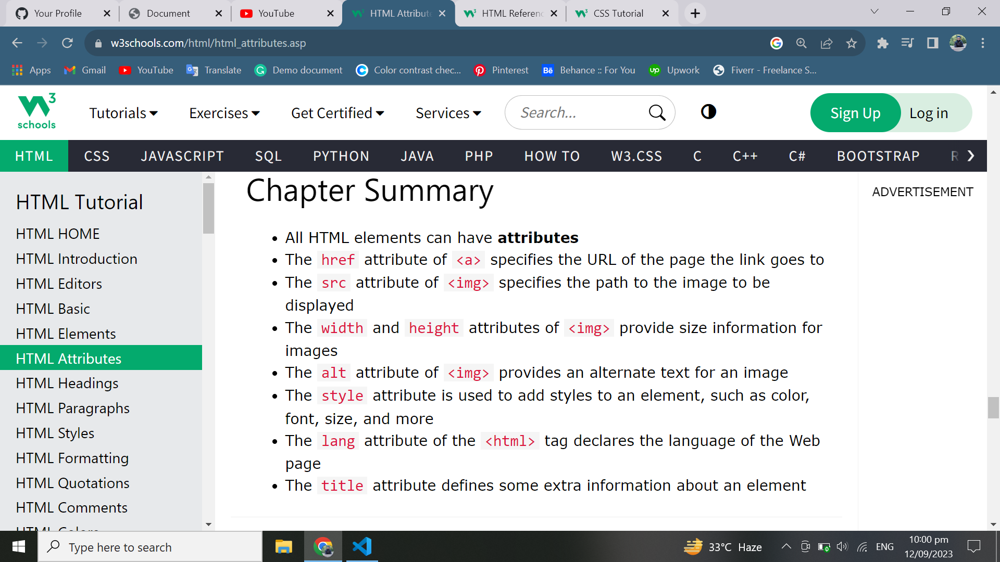 Your Profile
Document
YouTube
HTML Attribute
HTML Referenc
CSS Tutorial
w3schools.com/html/html_attributes.asp
Apps
Gmail
YouTube
Translate
Demo document
Color contrast chec...
Pinterest
Behance :: For You
Upwork
Fiverr - Freelance S...
W3 schools
Tutorials
Exercises
Get Certified
Services
Search...
Sign Up
Log in
HTML
CSS
JAVASCRIPT
SQL
PYTHON
JAVA
PHP
HOW TO
W3.CSS
C
C++
C#
BOOTSTRAP
R
HTML Tutorial
HTML HOME
HTML Introduction
HTML Editors
HTML Basic
HTML Elements
HTML Attributes
HTML Headings
HTML Paragraphs
HTML Styles
HTML Formatting
HTML Quotations
HTML Comments
HTML Colors
Chapter Summary
• All HTML elements can have attributes
• The href attribute of <a> specifies the URL of the page the link goes to
• The src attribute of <img> specifies the path to the image to be
displayed
• The width and height attributes of <img> provide size information for
images
• The alt attribute of <img> provides an alternate text for an image
• The style attribute is used to add styles to an element, such as color,
font, size, and more
• The lang attribute of the <html> tag declares the language of the Web
page
• The title attribute defines some extra information about an element
ADVERTISEMENT
Type here to search
33°C Haze
ENG
10:00 pm
12/09/2023